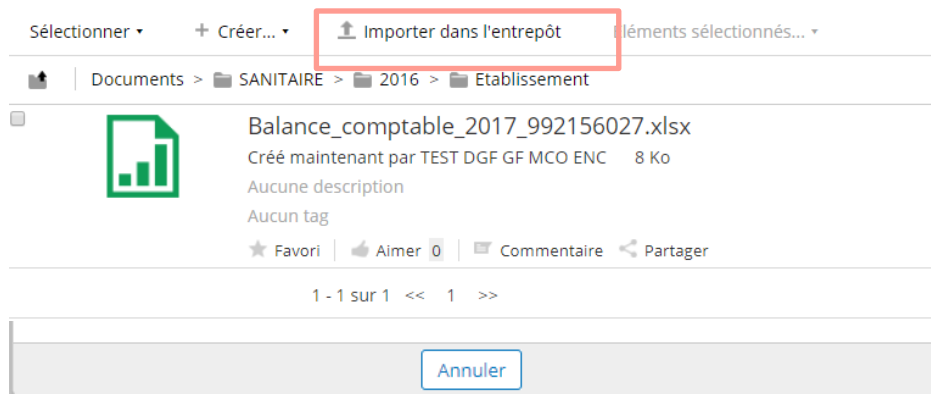 Sélectionner ▾ + Créer... ▾ Importer dans l'entrepôt Éléments sélectionnés... ▾
Documents > SANITAIRE > 2016 > Etablissement
Balance_comptable_2017_992156027.xlsx
Créé maintenant par TEST DGF GF MCO ENC 8 Ko
Aucune description
Aucun tag
Favori Aimer 0 Commentaire Partager
1 - 1 sur 1 << 1 >>
Annuler